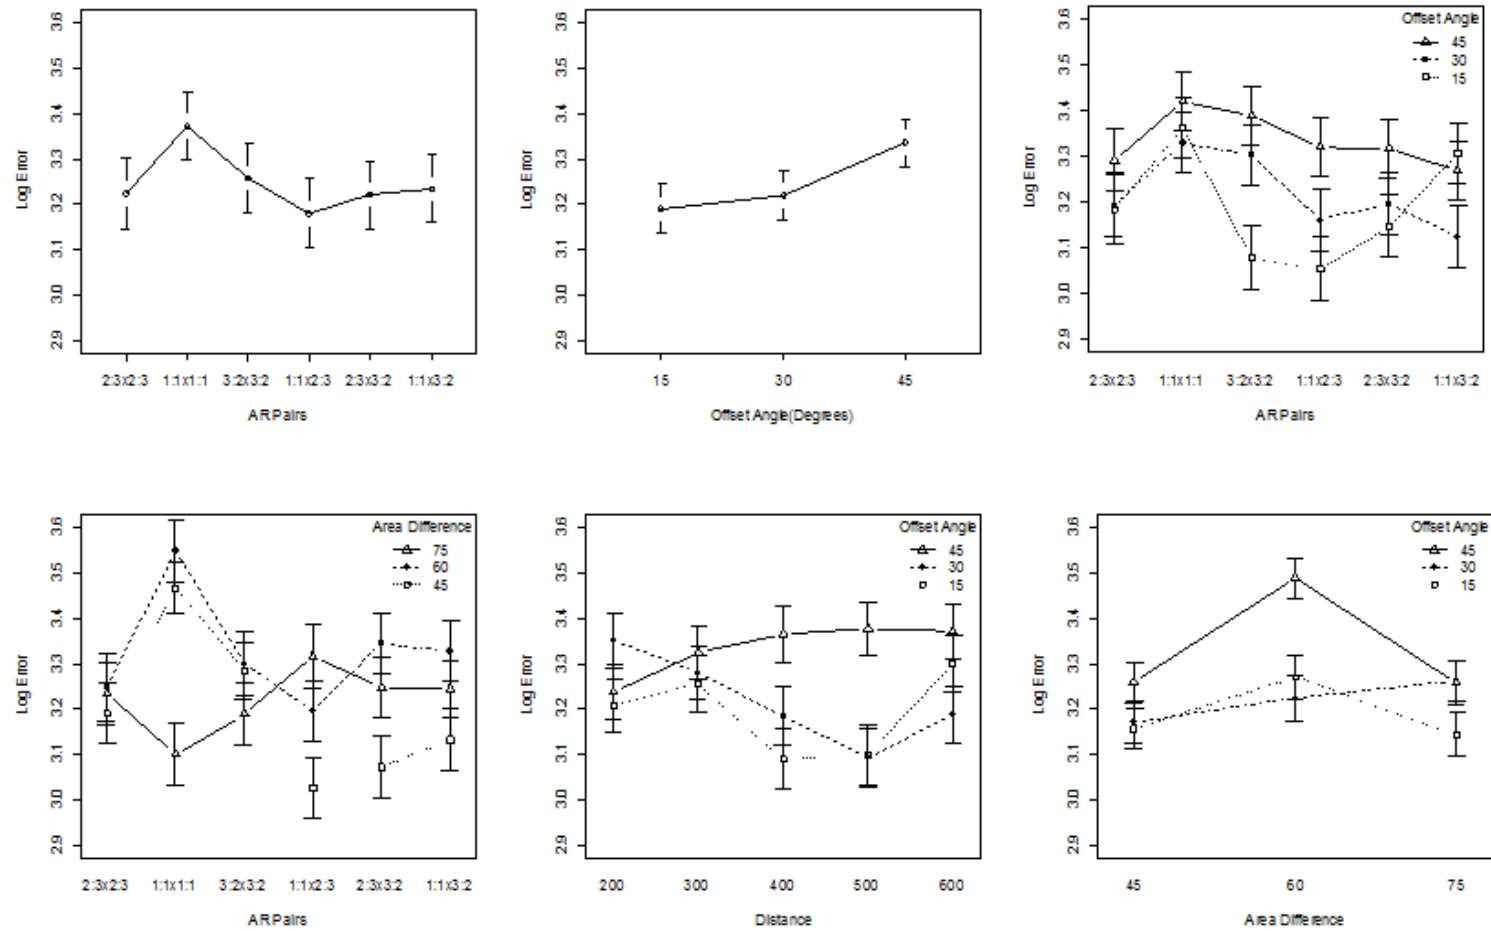 Log Error
3.6
3.5
3.4
3.3
3.2
3.1
3.0
2.9
2:3x2:3 1:1x1:1 3:2x3:2 1:1x2:3 2:3x3:2 1:1x3:2
AR Pairs
Log Error
3.6
3.5
3.4
3.3
3.2
3.1
3.0
2.9
15 30 45
Offset Angle(Degrees)
Log Error
3.6
3.5
3.4
3.3
3.2
3.1
3.0
2.9
Offset Angle
45
30
15
2:3x2:3 1:1x1:1 3:2x3:2 1:1x2:3 2:3x3:2 1:1x3:2
AR Pairs
Log Error
3.6
3.5
3.4
3.3
3.2
3.1
3.0
2.9
Area Difference
75
60
45
2:3x2:3 1:1x1:1 3:2x3:2 1:1x2:3 2:3x3:2 1:1x3:2
AR Pairs
Log Error
3.6
3.5
3.4
3.3
3.2
3.1
3.0
2.9
Offset Angle
45
30
15
200 300 400 500 600
Distance
Log Error
3.6
3.5
3.4
3.3
3.2
3.1
3.0
2.9
Offset Angle
45
30
15
45 60 75
Area Difference